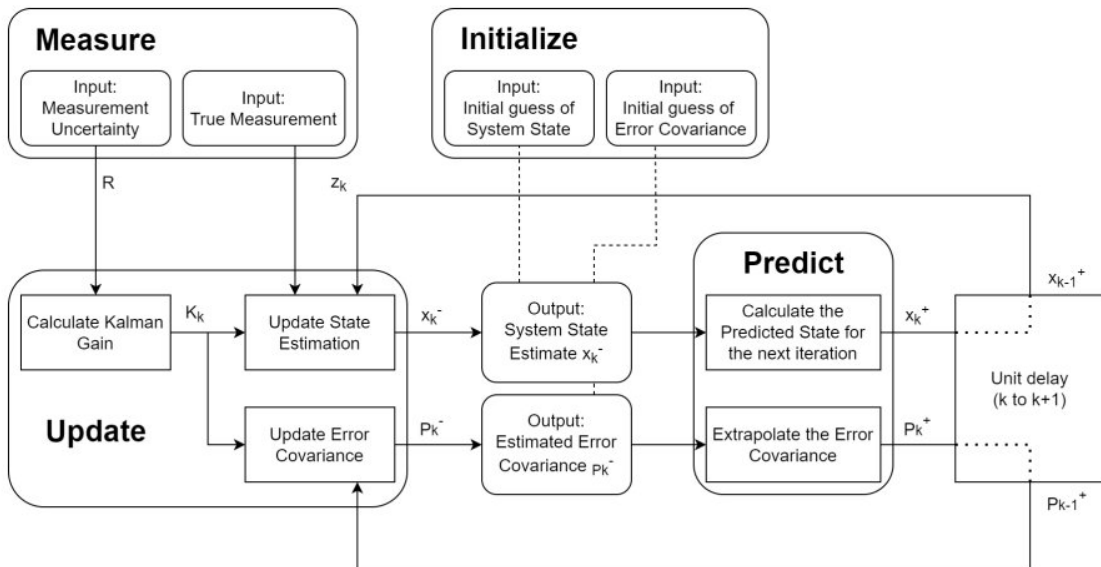 Measure
Input:
Measurement
Uncertainty
Input:
True Measurement
Initialize
Input:
Initial guess of
System State
Input:
Initial guess of
Error Covariance
R
zₖ
xₖ₋₁⁺
Calculate Kalman
Gain
Kₖ
Update State
Estimation
xₖ⁻
Output:
System State
Estimate xₖ⁻
Predict
Calculate the
Predicted State for
the next iteration
xₖ⁺
Unit delay
(k to k+1)
Update
Update Error
Covariance
Pₖ⁻
Output:
Estimated Error
Covariance Pₖ⁻
Extrapolate the Error
Covariance
Pₖ⁺
Pₖ₋₁⁺